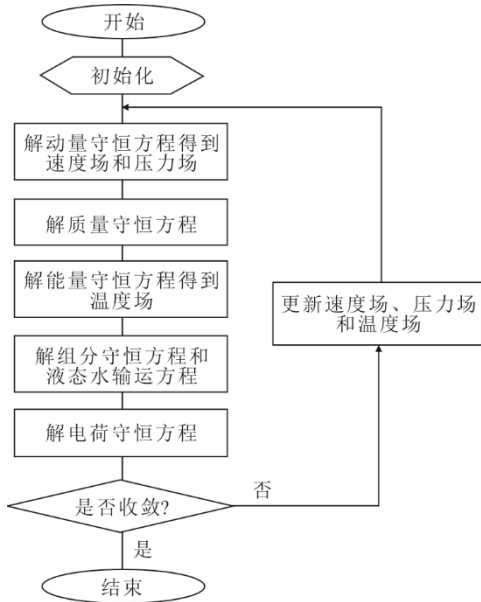 开始
初始化
解动量守恒方程得到
速度场和压力场
解质量守恒方程
解能量守恒方程得到
温度场
更新速度场、压力场
和温度场
解组分守恒方程和
液态水输运方程
解电荷守恒方程
是否收敛?
否
是
结束